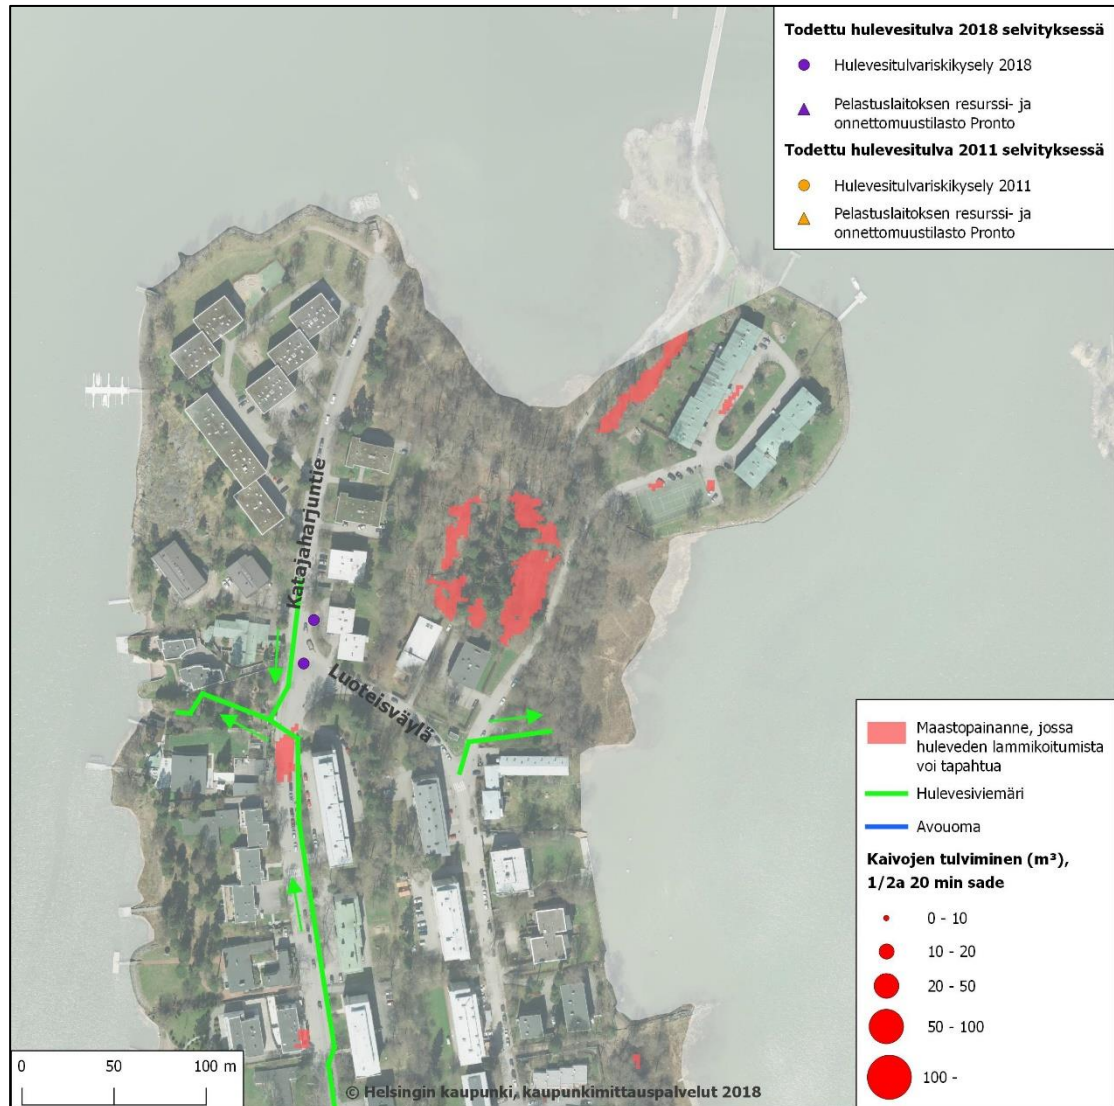 Todettu hulevesitulva 2018 selvityksessä
Hulevesitulvariskikysely 2018
Pelastuslaitoksen resurssi- ja
onnettomuustilasto Pronto
Todettu hulevesitulva 2011 selvityksessä
Hulevesitulvariskikysely 2011
Pelastuslaitoksen resurssi- ja
onnettomuustilasto Pronto
Katajaharjuntie
Luoteisväylä
Maastopainanne, jossa
huleveden lammikoitumista
voi tapahtua
Hulevesiviemäri
Avouoma
Kaivojen tulviminen (m³),
1/2a 20 min sade
0 - 10
10 - 20
20 - 50
50 - 100
100 -
0 50 100 m
© Helsingin kaupunki, kaupunkimittauspalvelut 2018